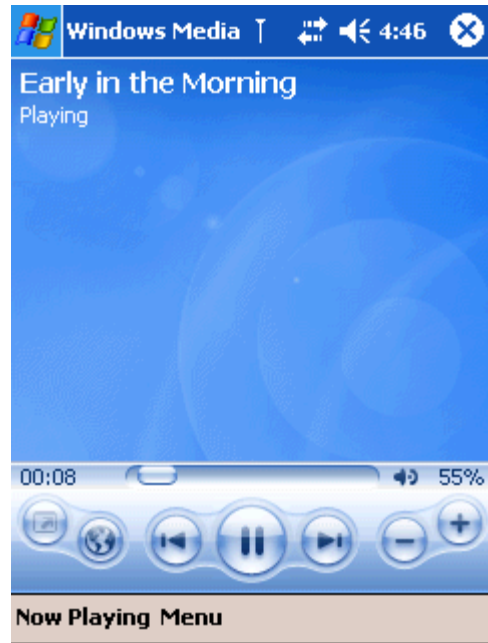 Windows Media 4:46
Early in the Morning
Playing
00:08 55%
Now Playing Menu